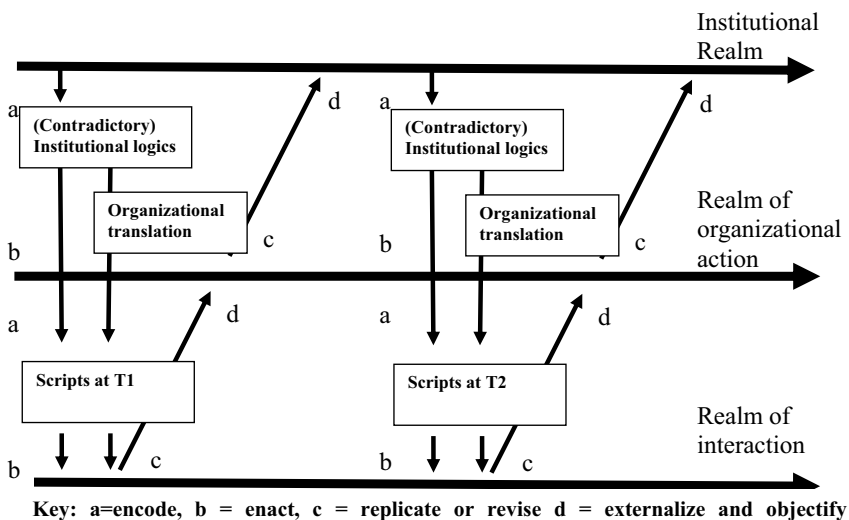 Institutional
Realm
a
d
a
d
(Contradictory)
Institutional logics
(Contradictory)
Institutional logics
Organizational
translation
Organizational
translation
Realm of
organizational
action
b
c
b
c
a
d
a
d
Scripts at T1
Scripts at T2
Realm of
interaction
b
c
b
c
Key: a=encode, b = enact, c = replicate or revise d = externalize and objectify